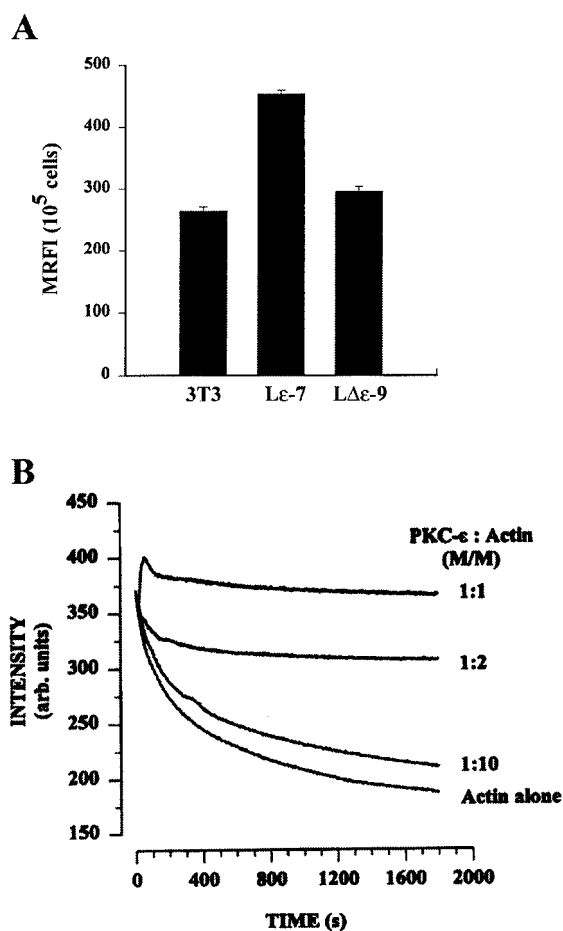 A
500
400
300
200
100
0
MRFI (10⁵ cells)
3T3 Lε-7 LΔε-9
B
450
400
350
300
250
200
150
INTENSITY
(arb. units)
PKC-ε : Actin
(M/M)
1:1
1:2
1:10
Actin alone
0 400 800 1200 1600 2000
TIME (s)